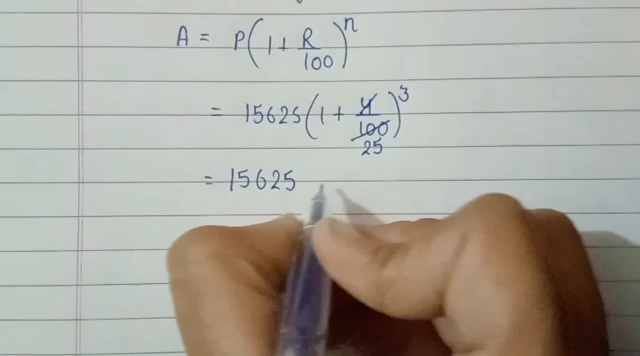 A = P(1 + R/100)^n
= 15625(1 + 4/100 25)^3
= 15625